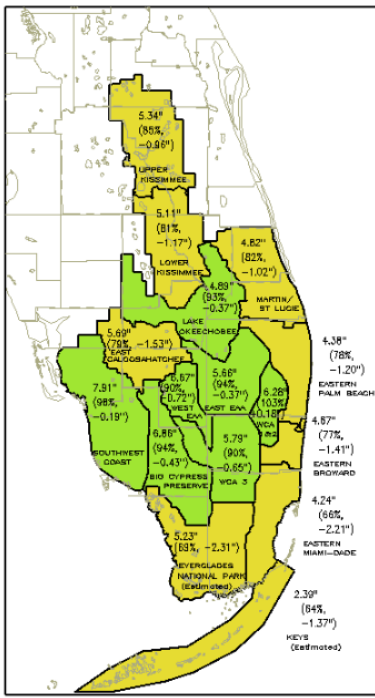 5.34"
(85%,
-0.96")
UPPER
KISSIMMEE
5.11"
(81%,
-1.17")
LOWER
KISSIMMEE
4.82"
(82%,
-1.02")
MARTIN/
ST LUCIE
4.89"
(93%,
-0.37")
LAKE
OKEECHOBEE
4.38"
(78%,
-1.20")
EASTERN
PALM BEACH
5.69"
(79%, -1.53")
EAST
CALOOSAHATCHEE
7.91"
(98%,
-0.19")
SOUTHWEST
COAST
6.67"
(90%,
-0.72")
WEST
EAA
5.66"
(94%,
-0.37")
EAST EAA
6.28"
(103%
+0.18")
WCA
1&2
4.67"
(77%,
-1.41")
EASTERN
BROWARD
6.86"
(94%,
-0.43")
BIG CYPRESS
PRESERVE
5.79"
(90%,
-0.65")
WCA 3
4.24"
(66%,
-2.21")
EASTERN
MIAMI-DADE
5.23"
(69%, -2.31")
EVERGLADES
NATIONAL PARK
(Estimated)
2.39"
(64%,
-1.37")
KEYS
(Estimated)